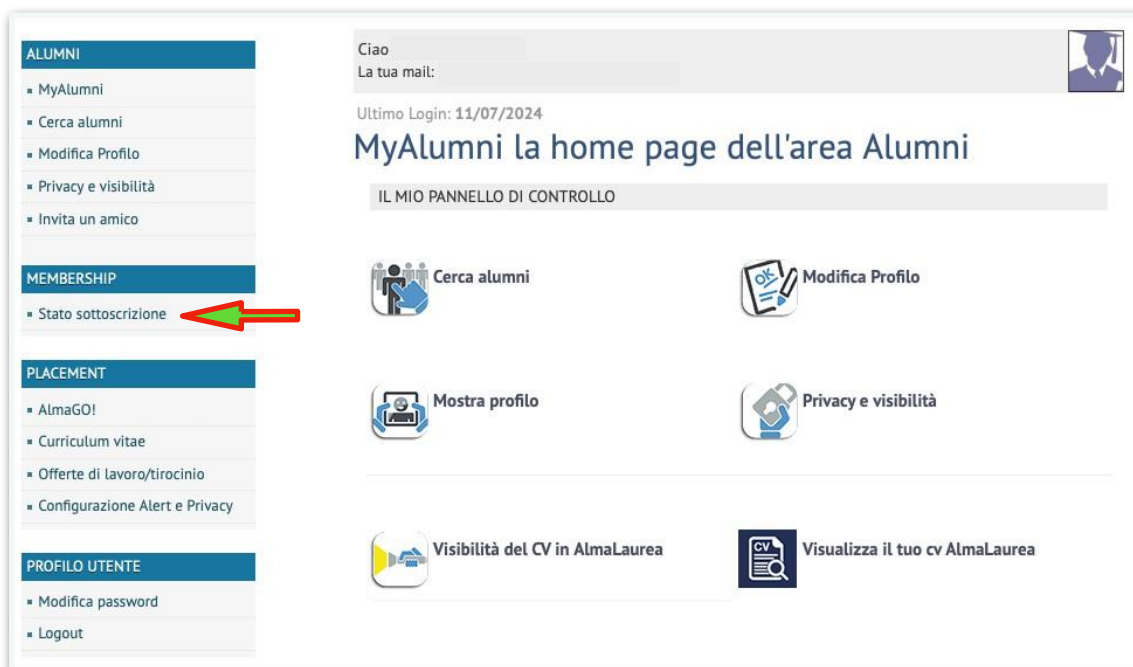 ALUMNI
MyAlumni
Cerca alumni
Modifica Profilo
Privacy e visibilità
Invita un amico
MEMBERSHIP
Stato sottoscrizione
PLACEMENT
AlmaGO!
Curriculum vitae
Offerte di lavoro/tirocinio
Configurazione Alert e Privacy
PROFILO UTENTE
Modifica password
Logout
Ciao
La tua mail:
Ultimo Login: 11/07/2024
MyAlumni la home page dell'area Alumni
IL MIO PANNELLO DI CONTROLLO
Cerca alumni
OK
Modifica Profilo
Mostra profilo
Privacy e visibilità
Visibilità del CV in AlmaLaurea
CV
Visualizza il tuo cv AlmaLaurea